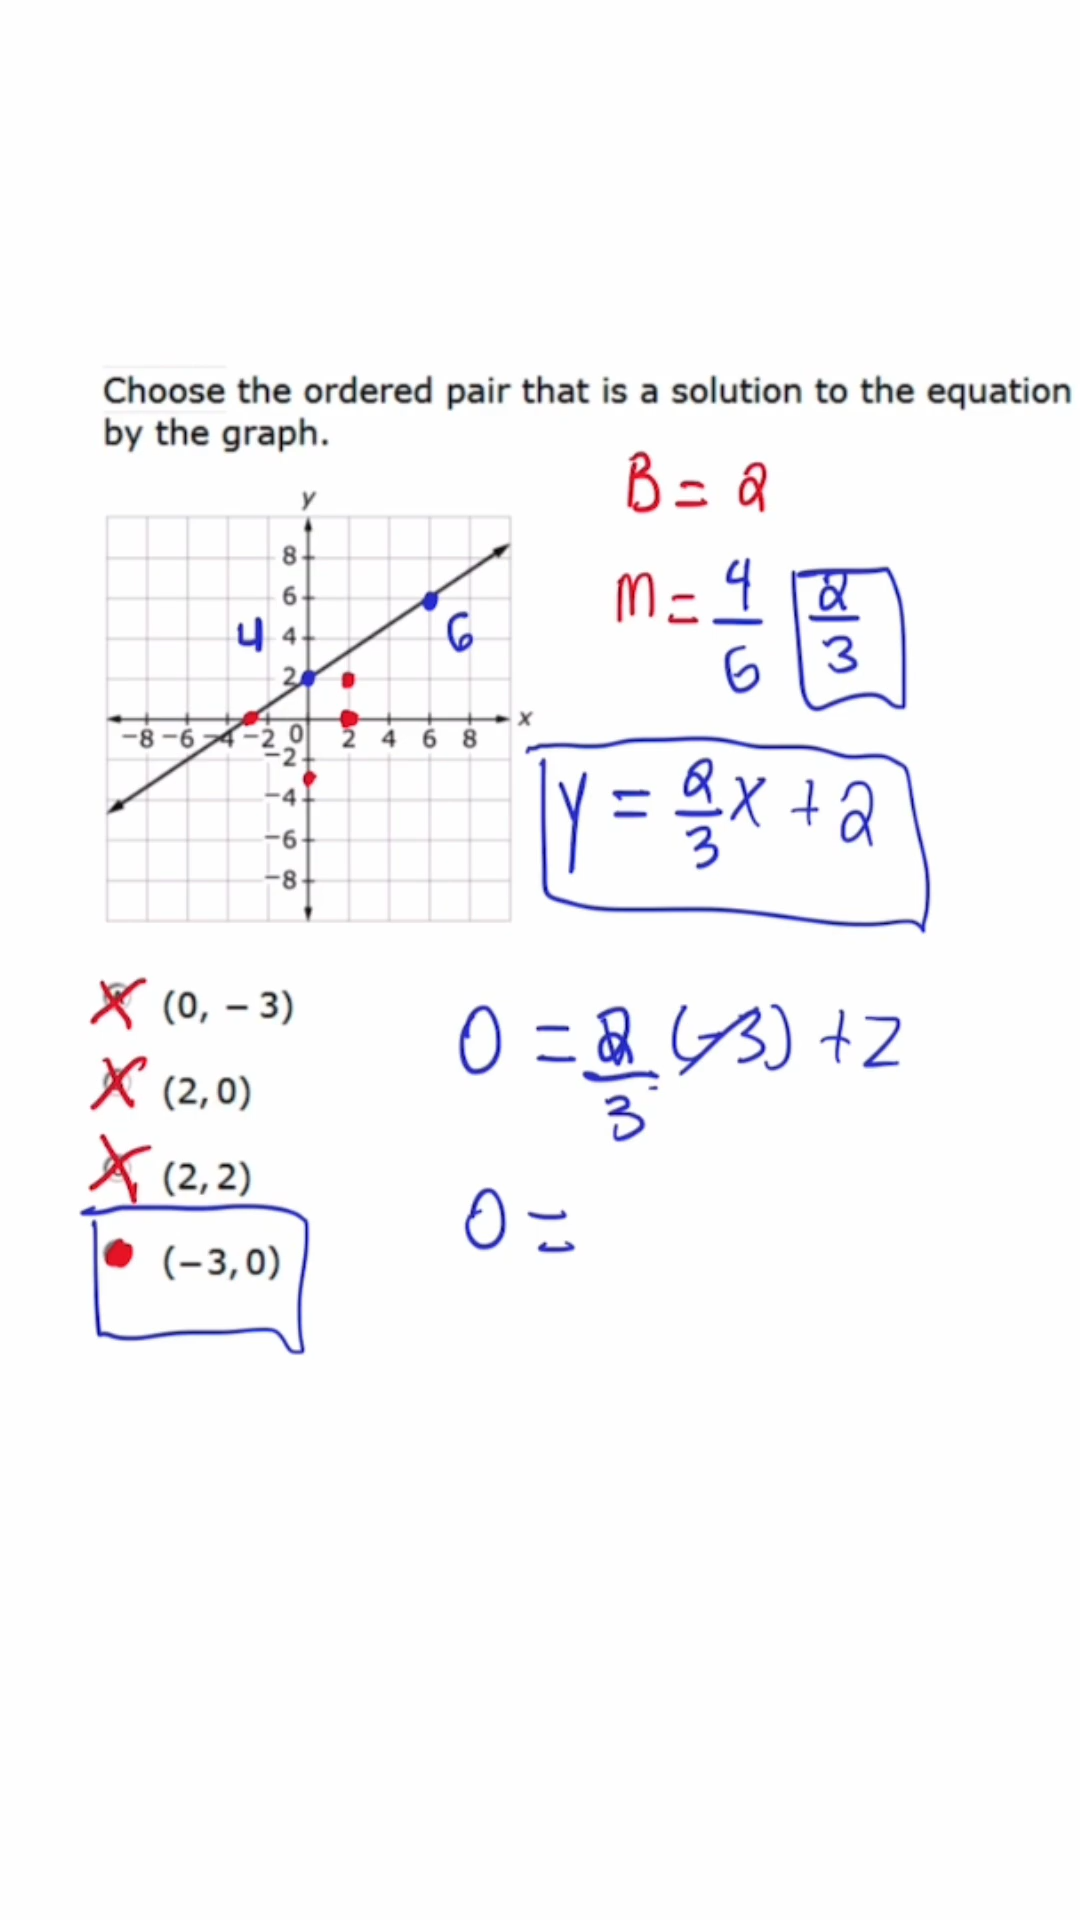 Choose the ordered pair that is a solution to the equation
by the graph.
B = 2
y
m = 4/6 2/3
8
6
4 4 6
2
x
-8 -6 -4 -2 0 2 4 6 8
-2
-4
-6
-8
y = 2/3 x + 2
(0, -3)
0 = 2/3 (-3) + 2
(2, 0)
(2, 2)
0 =
(-3, 0)